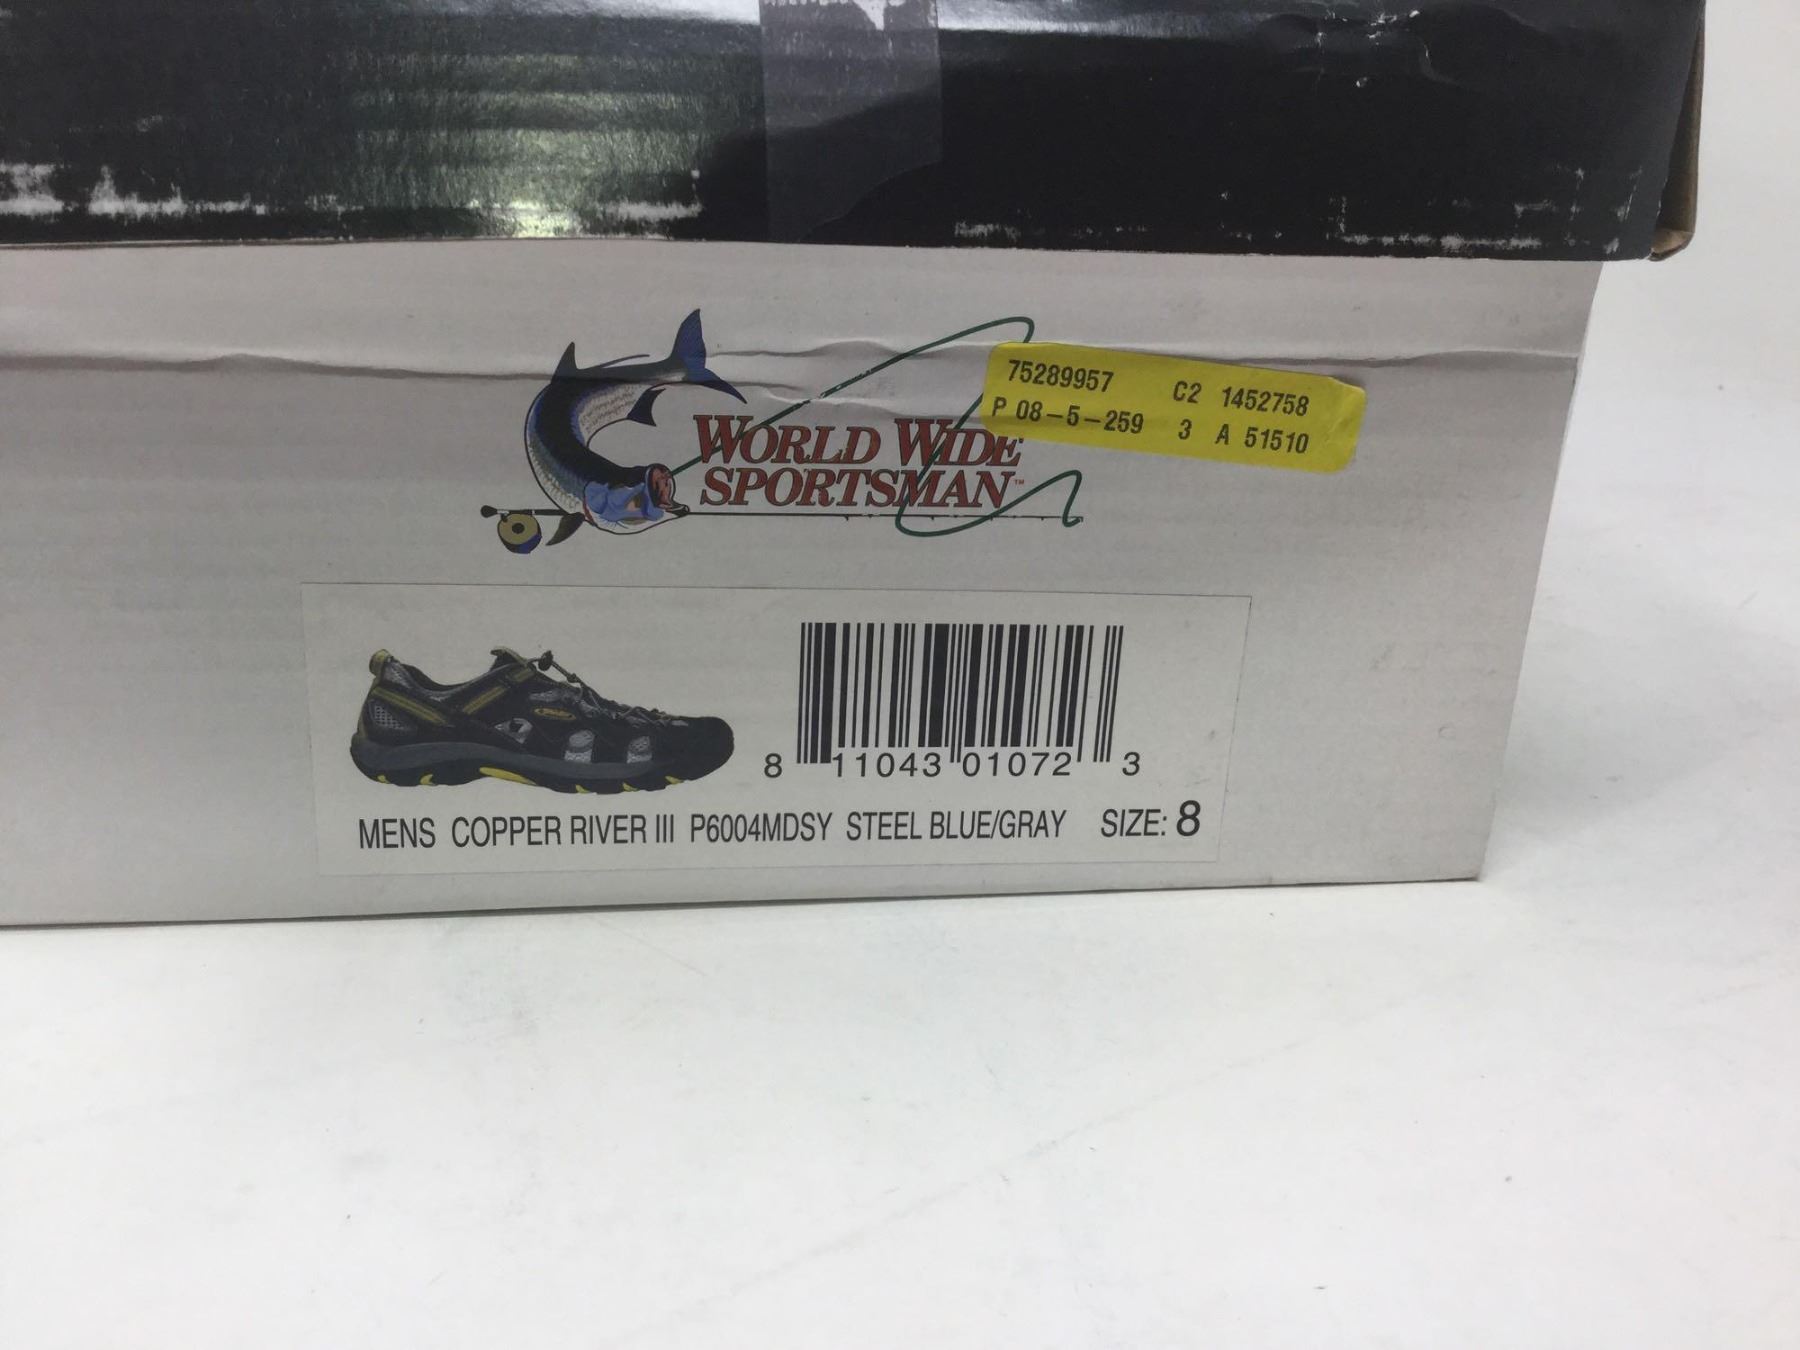 75289957 C2 1452758
P 08-5-259 3 A 51510
WORLD WIDE
SPORTSMAN™
8 11043 01072 3
MENS COPPER RIVER III P6004MDSY STEEL BLUE/GRAY SIZE: 8